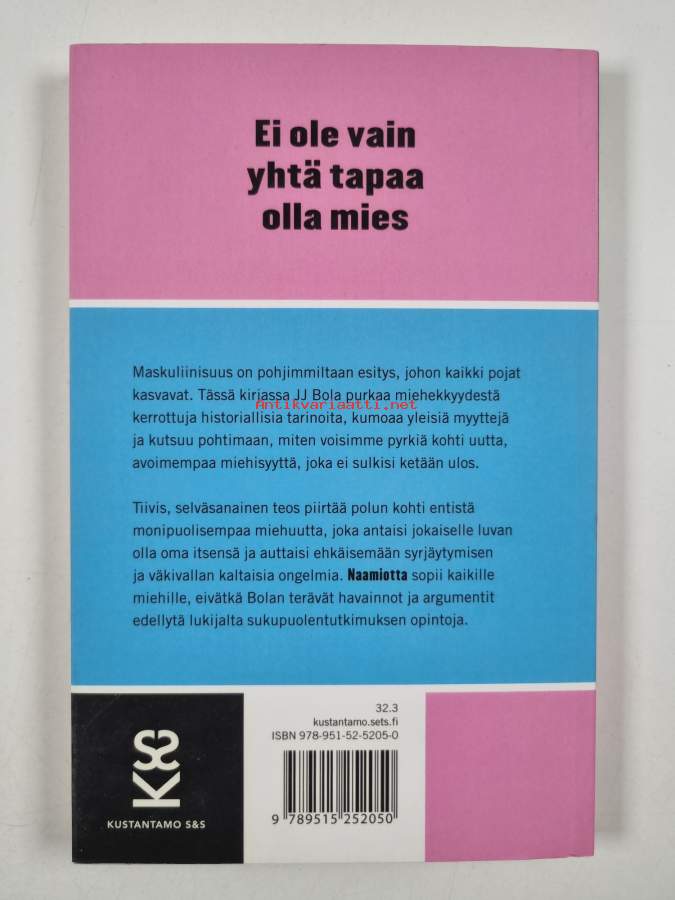 Ei ole vain
yhtä tapaa
olla mies
Maskuliinisuus on pohjimmiltaan esitys, johon kaikki pojat
kasvavat. Tässä kirjassa JJ Bola purkaa miehekkyydestä
Antikvariaatti.net
kerrottuja historiallisia tarinoita, kumoaa yleisiä myyttejä
ja kutsuu pohtimaan, miten voisimme pyrkiä kohti uutta,
avoimempaa miehisyyttä, joka ei sulkisi ketään ulos.
Tiivis, selväsanainen teos piirtää polun kohti entistä
monipuolisempaa miehuutta, joka antaisi jokaiselle luvan
olla oma itsensä ja auttaisi ehkäisemään syrjäytymisen
ja väkivallan kaltaisia ongelmia. Naamiotta sopii kaikille
miehille, eivätkä Bolan terävät havainnot ja argumentit
edellytä lukijalta sukupuolentutkimuksen opintoja.
K&S
KUSTANTAMO S&S
32.3
kustantamo.sets.fi
ISBN 978-951-52-5205-0
9 789515 252050